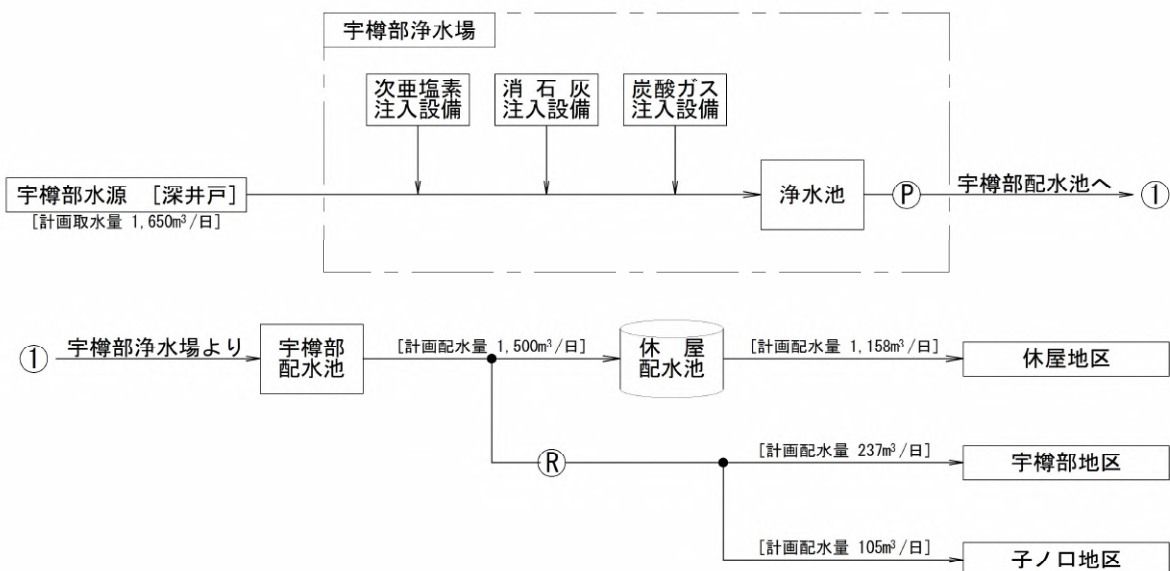 宇樽部浄水場
次亜塩素
注入設備
消石灰
注入設備
炭酸ガス
注入設備
宇樽部水源 [深井戸]
[計画取水量 1,650m³/日]
浄水池
P
宇樽部配水池へ
①
①
宇樽部浄水場より
宇樽部
配水池
[計画配水量 1,500m³/日]
休屋
配水池
[計画配水量 1,158m³/日]
休屋地区
R
[計画配水量 237m³/日]
宇樽部地区
[計画配水量 105m³/日]
子ノ口地区